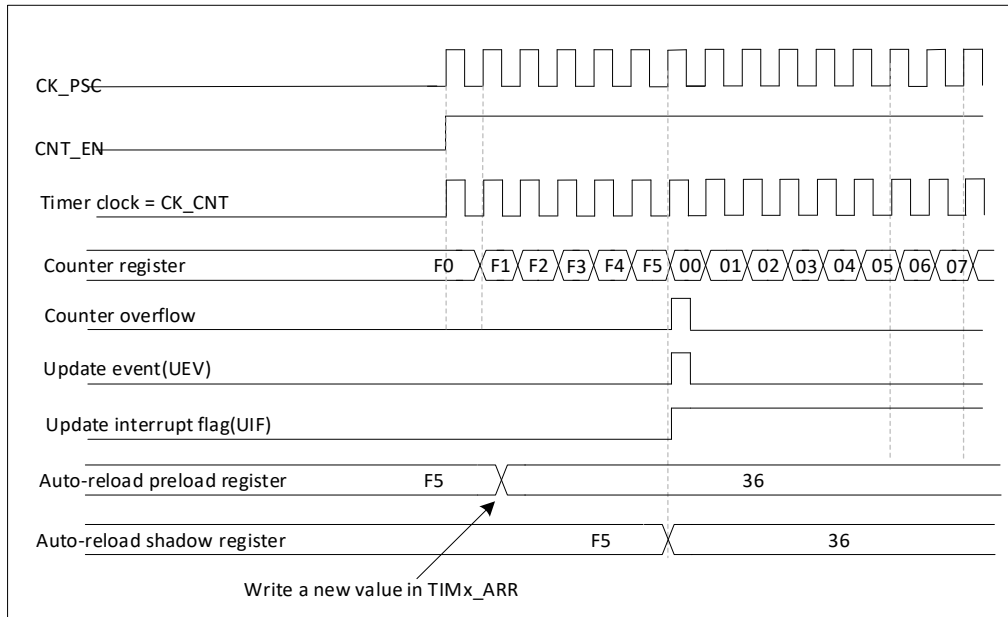 CK_PSC
CNT_EN
Timer clock = CK_CNT
Counter register F0 F1 F2 F3 F4 F5 00 01 02 03 04 05 06 07
Counter overflow
Update event(UEV)
Update interrupt flag(UIF)
Auto-reload preload register F5 36
Auto-reload shadow register F5 36
Write a new value in TIMx_ARR